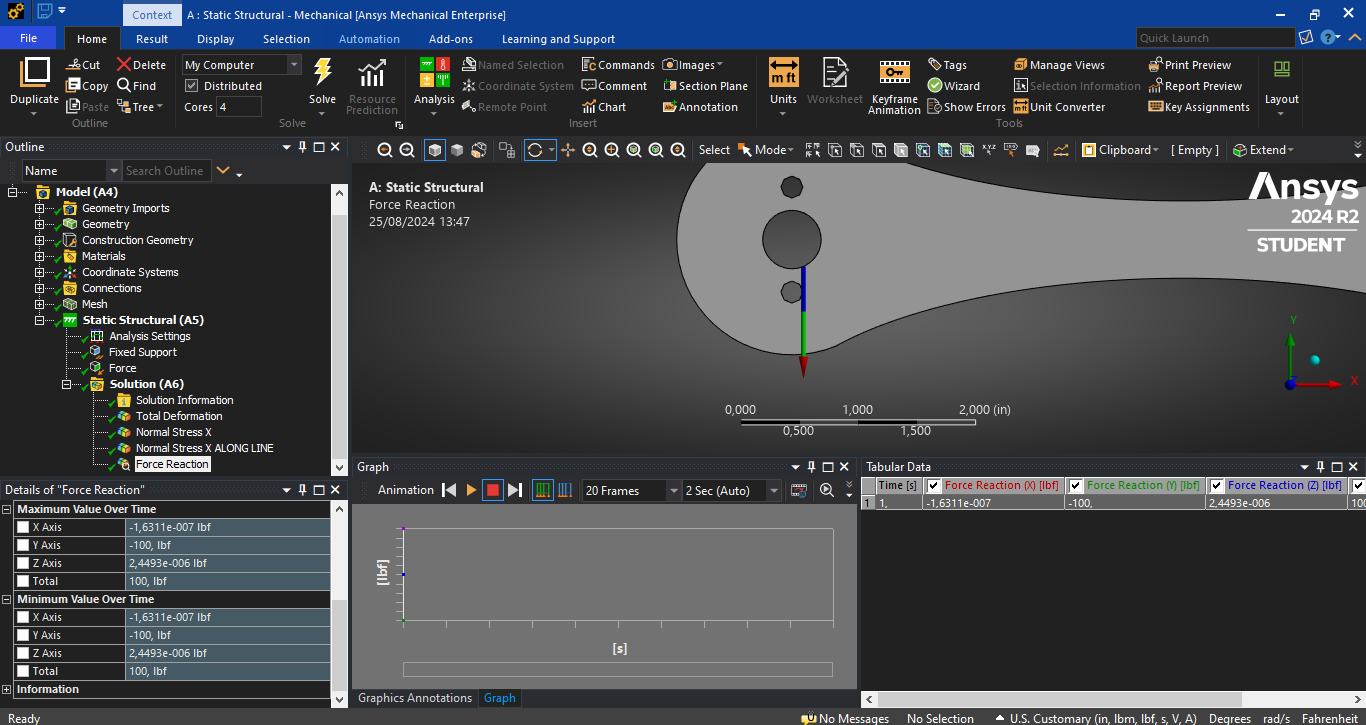 Context A : Static Structural - Mechanical [Ansys Mechanical Enterprise]
File Home Result Display Selection Automation Add-ons Learning and Support Quick Launch
Duplicate
Cut
Copy
Paste
Delete
Find
Tree
Outline
My Computer
Distributed
Cores 4
Solve
Resource Prediction
Solve
Analysis
Named Selection
Coordinate System
Remote Point
Commands
Comment
Chart
Images
Section Plane
Annotation
Insert
m ft
Units
Worksheet
Keyframe Animation
Tags
Wizard
Show Errors
Manage Views
Selection Information
Unit Converter
Print Preview
Report Preview
Key Assignments
Tools
Layout
Outline
Name Search Outline
Model (A4)
Geometry Imports
Geometry
Construction Geometry
Materials
Coordinate Systems
Connections
Mesh
Static Structural (A5)
Analysis Settings
Fixed Support
Force
Solution (A6)
Solution Information
Total Deformation
Normal Stress X
Normal Stress X ALONG LINE
Force Reaction
Details of "Force Reaction"
Maximum Value Over Time
X Axis -1,6311e-007 lbf
Y Axis -100, lbf
Z Axis 2,4493e-006 lbf
Total 100, lbf
Minimum Value Over Time
X Axis -1,6311e-007 lbf
Y Axis -100, lbf
Z Axis 2,4493e-006 lbf
Total 100, lbf
Information
Select Mode Clipboard [ Empty ] Extend
A: Static Structural
Force Reaction
25/08/2024 13:47
Ansys
2024 R2
STUDENT
Y
X
0,000 1,000 2,000 (in)
0,500 1,500
Graph
Animation 20 Frames 2 Sec (Auto)
[lbf]
[s]
Graphics Annotations Graph
Tabular Data
Time [s] Force Reaction (X) [lbf] Force Reaction (Y) [lbf] Force Reaction (Z) [lbf]
1 1, -1,6311e-007 -100, 2,4493e-006 100
Ready No Messages No Selection U.S. Customary (in, lbm, lbf, s, V, A) Degrees rad/s Fahrenheit